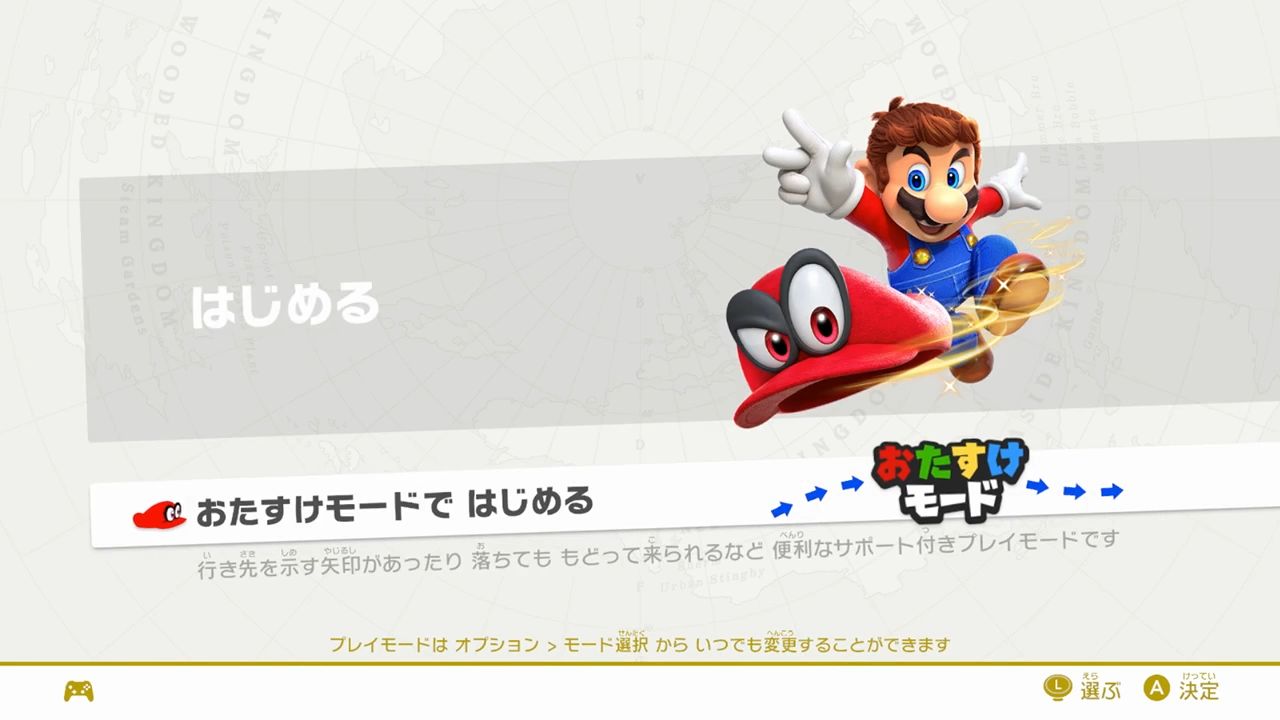 WOODED KINGDOM
Steam Gardens
はじめる
おたすけモードで はじめる
おたすけ
モード
行き先を示す矢印があったり 落ちても もどって来られるなど 便利なサポート付きプレイモードです
プレイモードは オプション > モード選択 から いつでも変更することができます
L 選ぶ A 決定